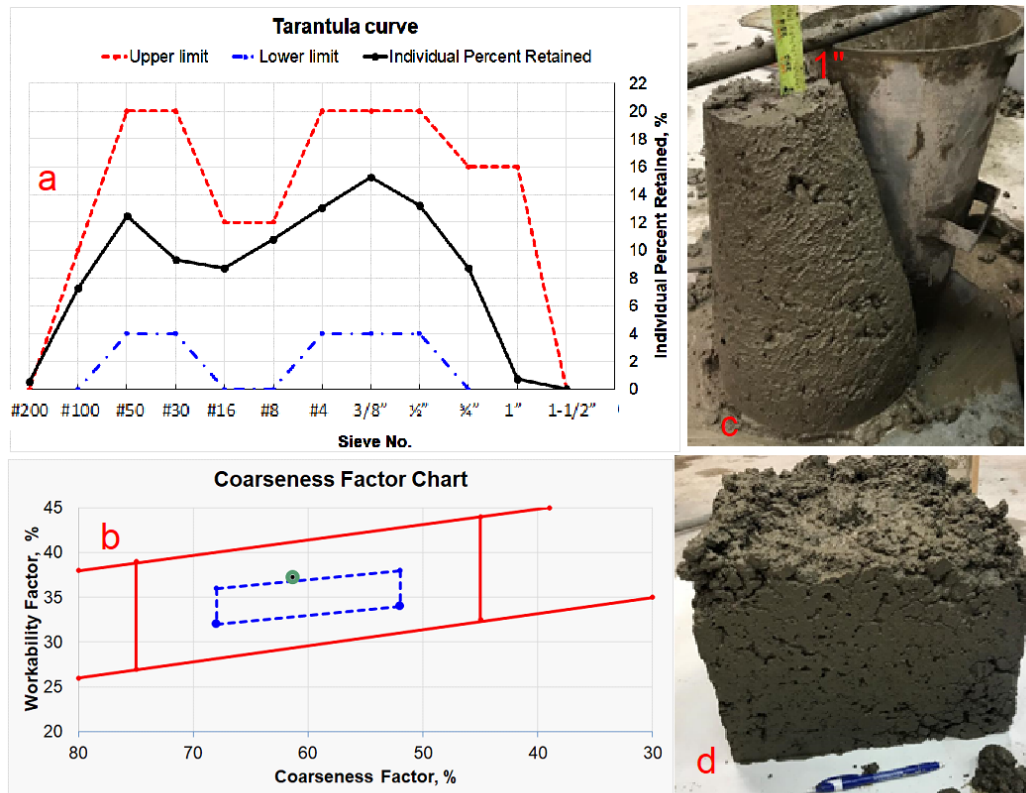 Tarantula curve
Upper limit Lower limit Individual Percent Retained
22
20
18
16
14
12
10
8
6
4
2
0
Individual Percent Retained, %
a
#200 #100 #50 #30 #16 #8 #4 3/8” ½” ¾” 1” 1-1/2”
Sieve No.
1"
c
Coarseness Factor Chart
b
45
40
35
30
25
20
Workability Factor, %
80 70 60 50 40 30
Coarseness Factor, %
d